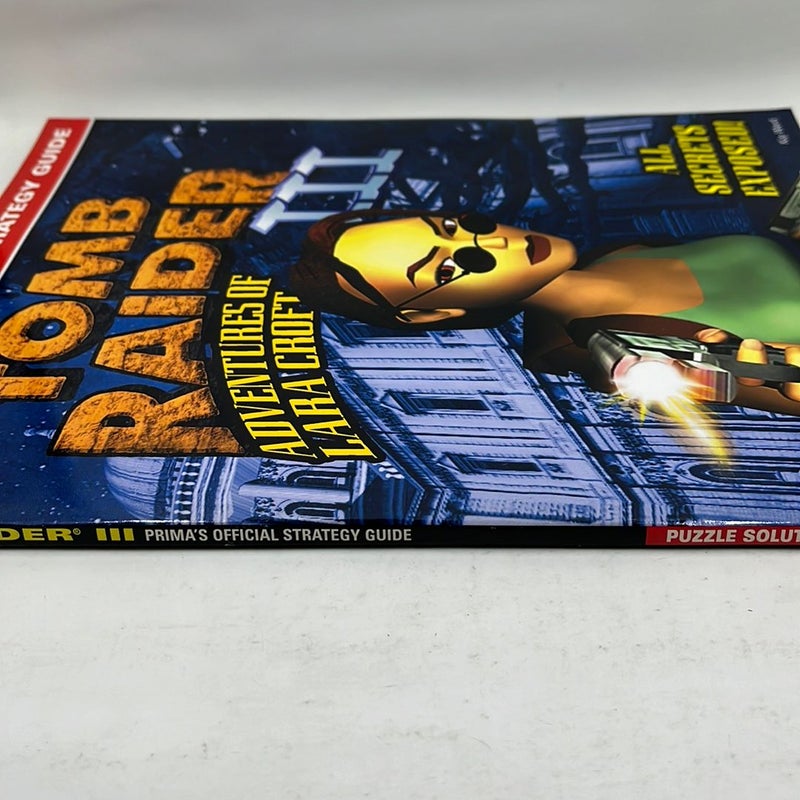 RATEGY GUIDE
TOMB
RAIDER III
ADVENTURES OF
LARA CROFT
ALL
SECRETS
EXPOSED!
DER® III PRIMA'S OFFICIAL STRATEGY GUIDE
PUZZLE SOLUT